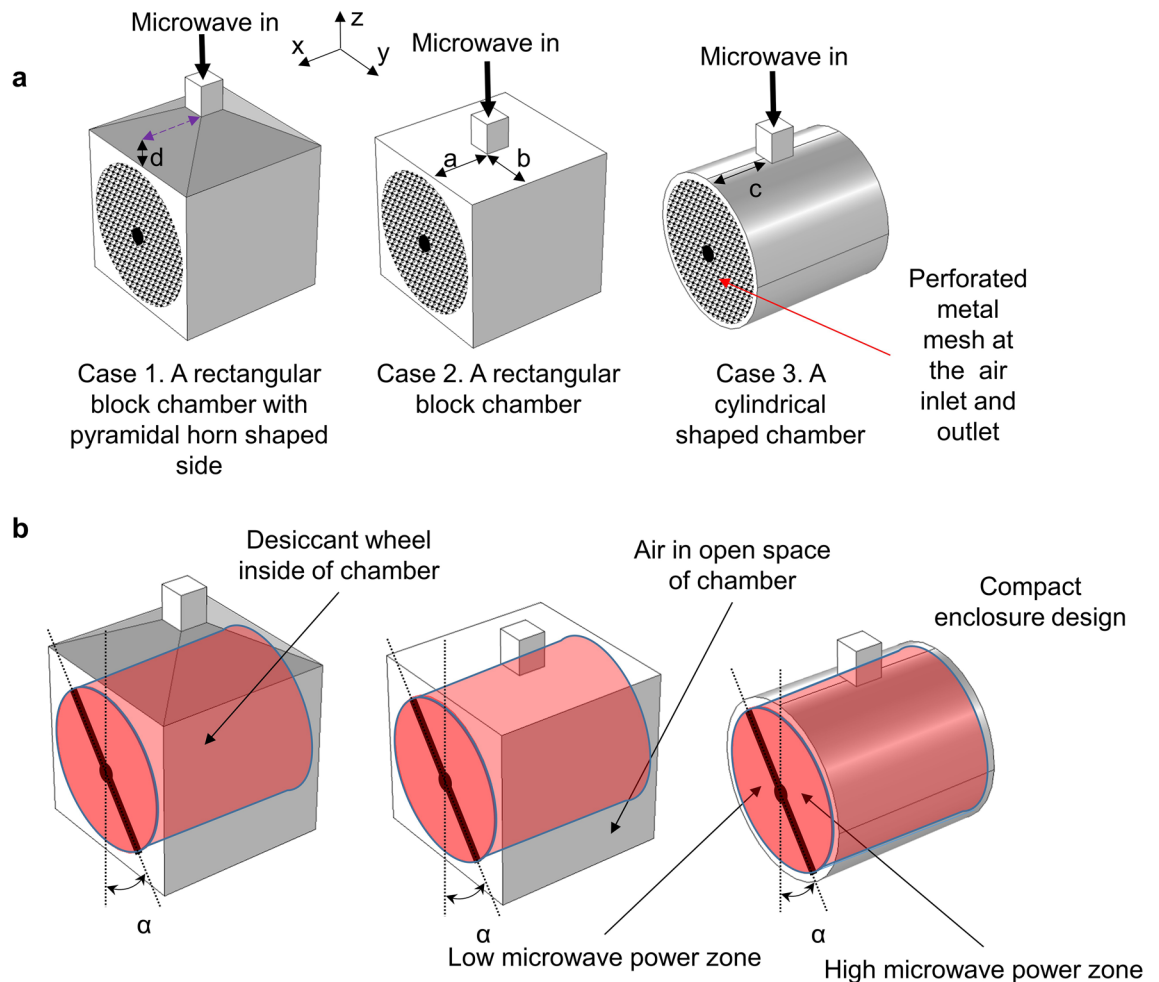 a
Microwave in
x
z
y
Microwave in
Microwave in
d
a
b
c
Perforated
metal
mesh at
the air
inlet and
outlet
Case 1. A rectangular
block chamber with
pyramidal horn shaped
side
Case 2. A rectangular
block chamber
Case 3. A
cylindrical
shaped chamber
b
Desiccant wheel
inside of chamber
Air in open space
of chamber
Compact
enclosure design
α
α
α
Low microwave power zone
High microwave power zone